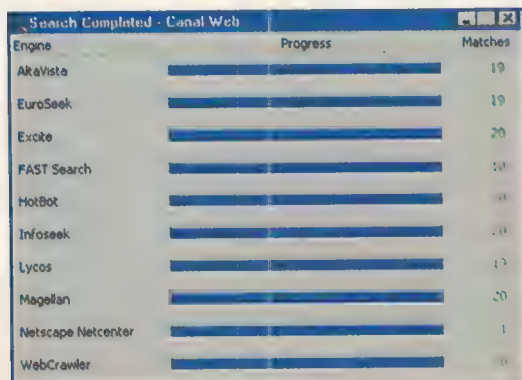 Search Completed - Canal Web
Engine Progress Matches
AltaVista 19
EuroSeek 19
Excite 20
FAST Search
HotBot
Infoseek
Lycos
Magellan 20
Netscape Netcenter 1
WebCrawler